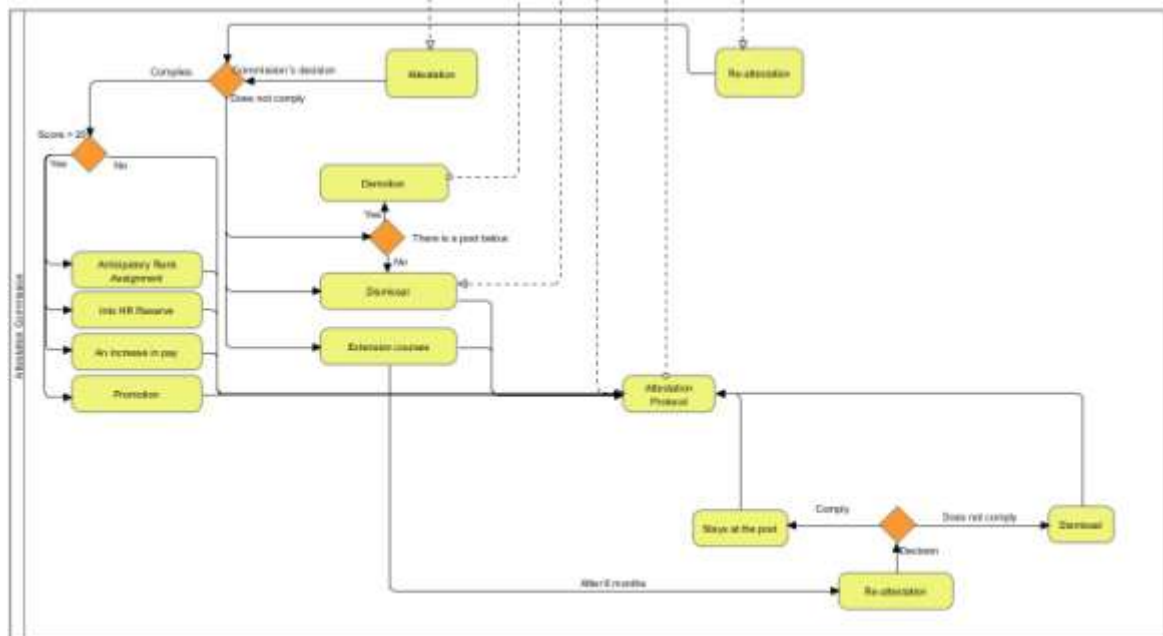 Attestation
Re-attestation
Complies
Commission's decision
Does not comply
Yes
No
Demotion
Yes
There is a post below
No
Anticipatory Rank
Assignment
Dismissal
Into HR Reserve
Extension courses
An increase in pay
Promotion
Attestation
Protocol
Attestation Commission
Comply
Does not comply
Stays at the post
Dismissal
Decision
After 6 months
Re-attestation